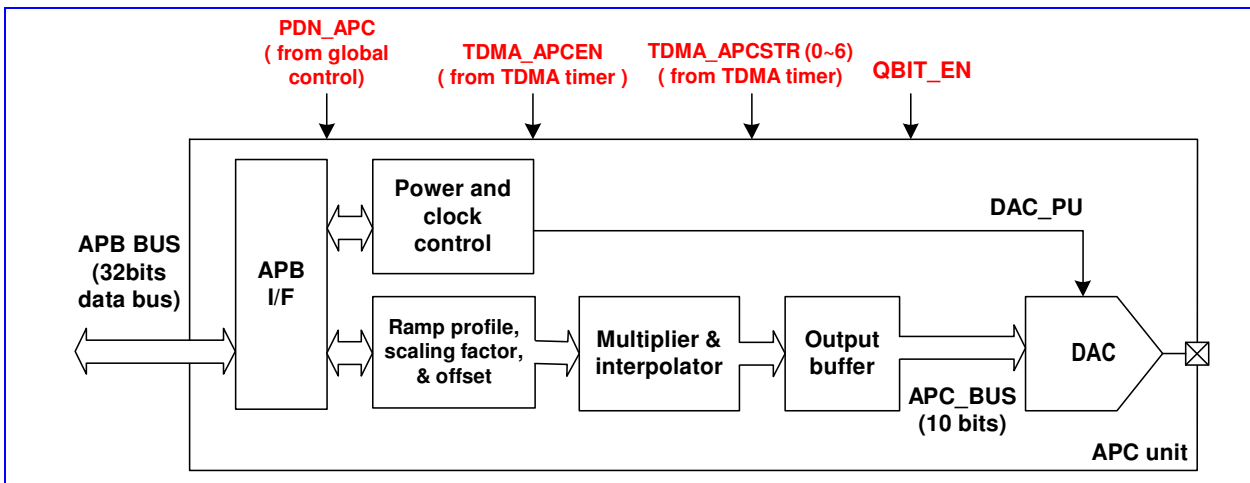 PDN_APC
( from global
control)
TDMA_APCEN
( from TDMA timer )
TDMA_APCSTR (0~6)
( from TDMA timer)
QBIT_EN
APB BUS
(32bits
data bus)
APB
I/F
Power and
clock
control
DAC_PU
Ramp profile,
scaling factor,
& offset
Multiplier &
interpolator
Output
buffer
APC_BUS
(10 bits)
DAC
APC unit